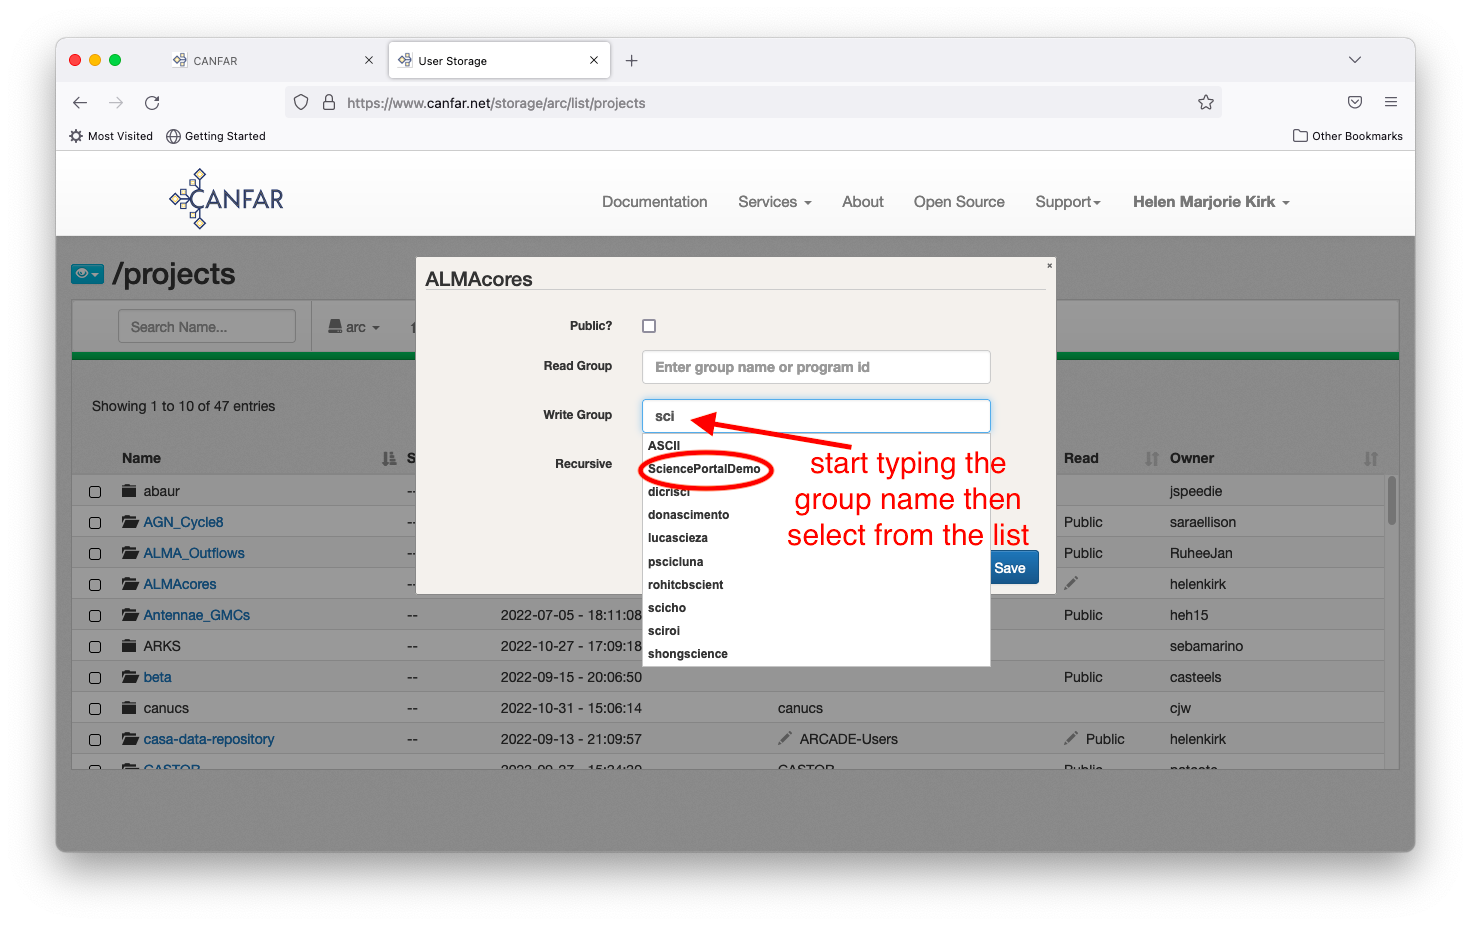 CANFAR
User Storage
https://www.canfar.net/storage/arc/list/projects
Most Visited
Getting Started
Other Bookmarks
CANFAR
Documentation
Services
About
Open Source
Support
Helen Marjorie Kirk
/projects
Search Name...
arc
ALMAcores
×
Public?
Read Group
Enter group name or program id
Write Group
sci
Recursive
ASCII
SciencePortalDemo
dicrisci
donascimento
lucascieza
pscicluna
rohitcbscient
scicho
sciroi
shongscience
start typing the
group name then
select from the list
Save
Showing 1 to 10 of 47 entries
Name
S
Read
Owner
abaur
--
jspeedie
AGN_Cycle8
--
Public
saraellison
ALMA_Outflows
--
Public
RuheeJan
ALMAcores
--
helenkirk
Antennae_GMCs
--
2022-07-05 - 18:11:08
Public
heh15
ARKS
--
2022-10-27 - 17:09:18
sebamarino
beta
--
2022-09-15 - 20:06:50
Public
casteels
canucs
--
2022-10-31 - 15:06:14
canucs
cjw
casa-data-repository
--
2022-09-13 - 21:09:57
ARCADE-Users
Public
helenkirk
CASTOR
CASTOR
Public